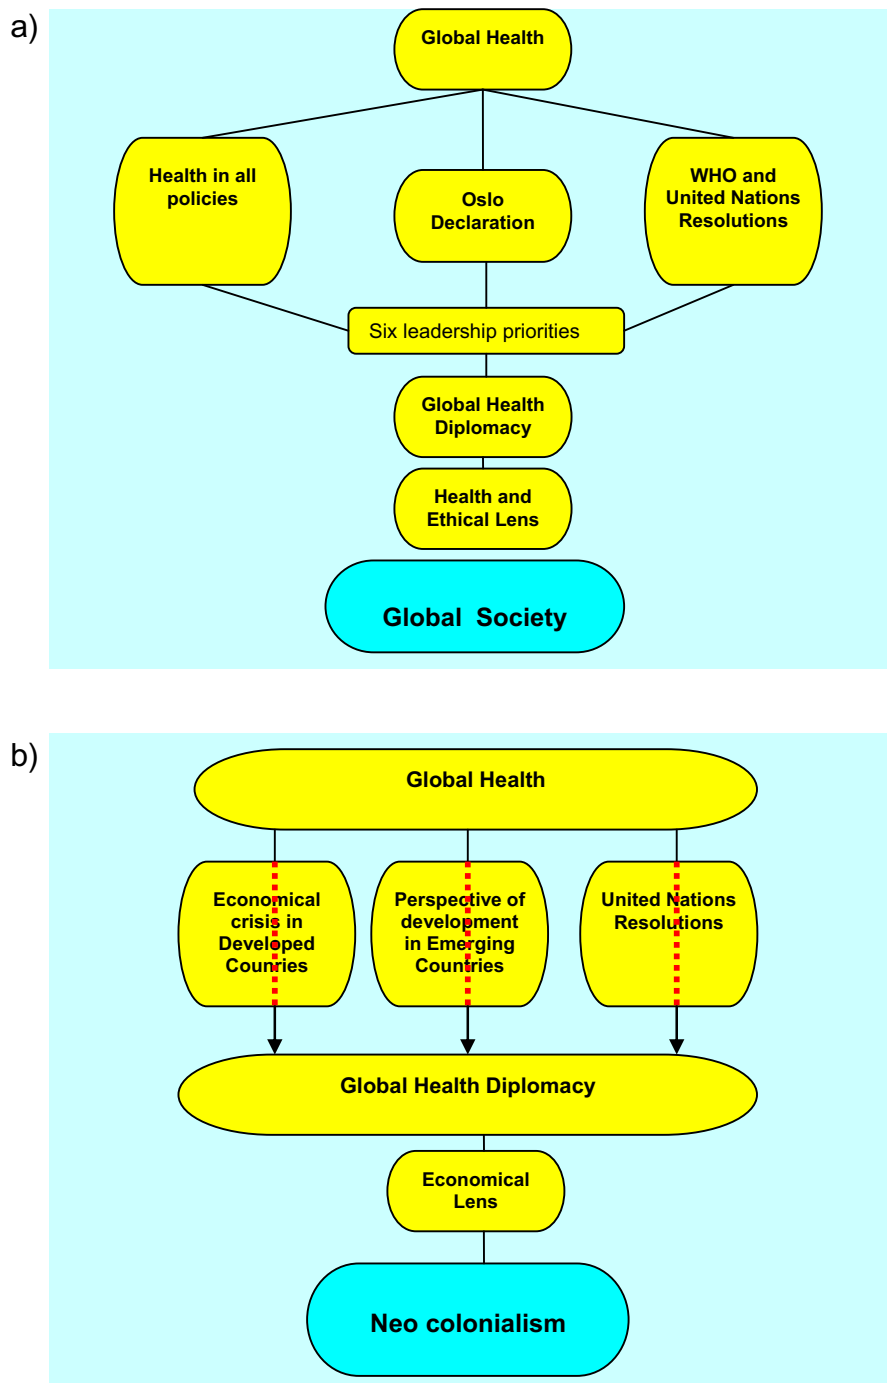 a)
Global Health
Health in all
policies
Oslo
Declaration
WHO and
United Nations
Resolutions
Six leadership priorities
Global Health
Diplomacy
Health and
Ethical Lens
Global Society
b)
Global Health
Economical
crisis in
Developed
Counries
Perspective of
development
in Emerging
Countries
United Nations
Resolutions
Global Health Diplomacy
Economical
Lens
Neo colonialism